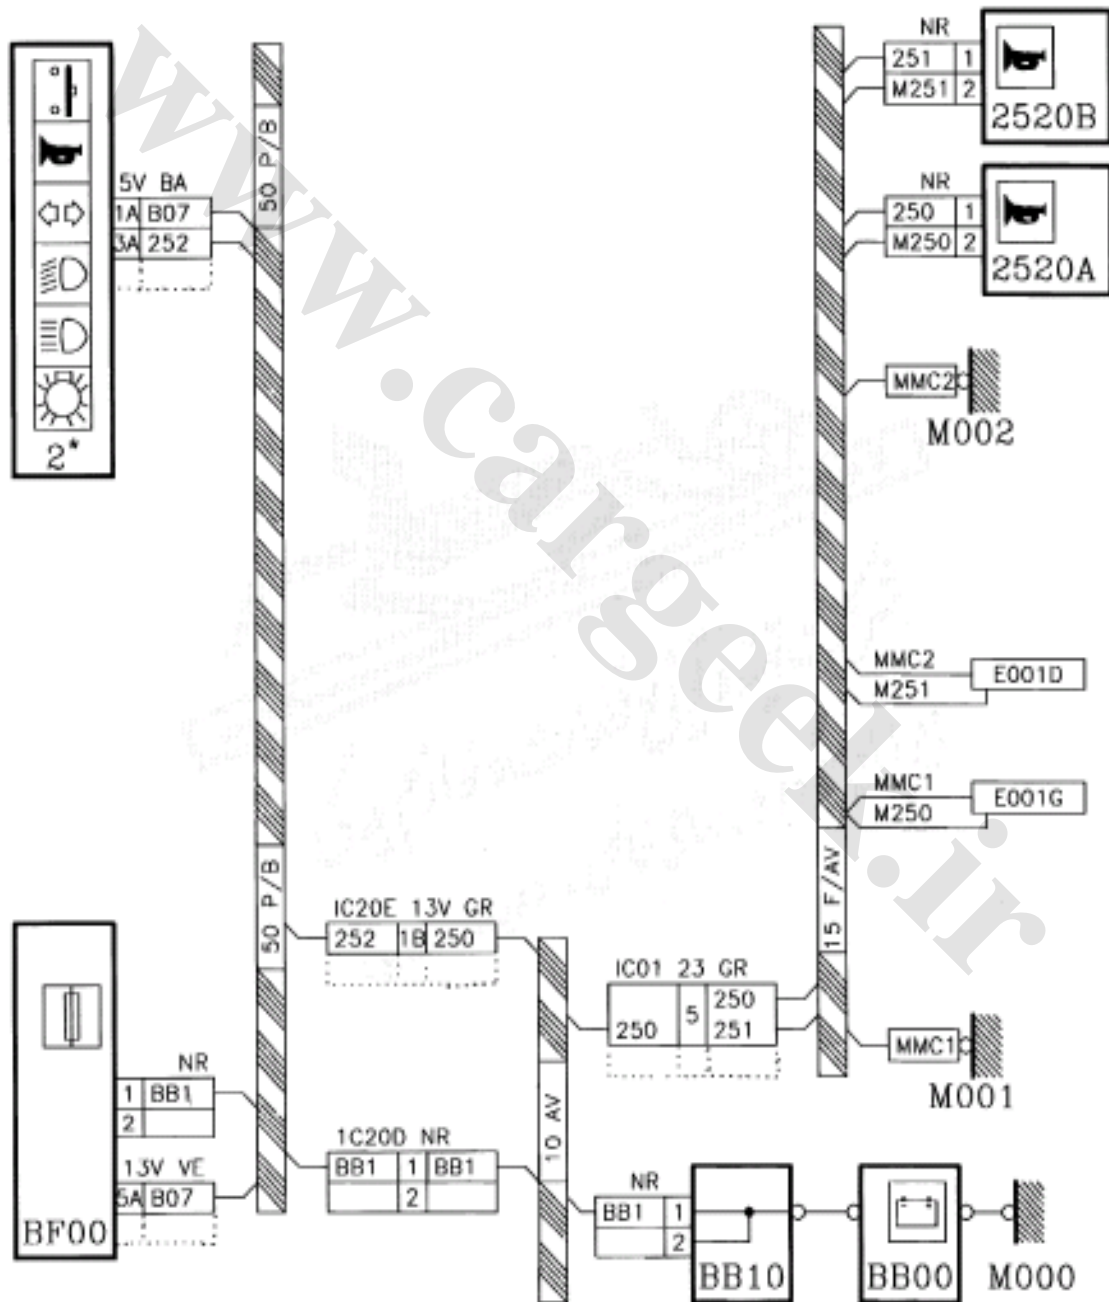 NR
251 1
M251 2
2520B
50 P/B
5V BA
1A B07
3A 252
2*
NR
250 1
M250 2
2520A
MMC2
M002
MMC2
M251
E001D
MMC1
M250
E001G
15 F/AV
50 P/B
IC20E 13V GR
252 1B 250
IC01 23 GR
250 5 250
251
MMC1
M001
NR
1 BB1
2
13V VE
5A B07
BF00
1C20D NR
BB1 1 BB1
2
10 AV
NR
BB1 1
2
BB10
BB00
M000
www.cargeek.ir